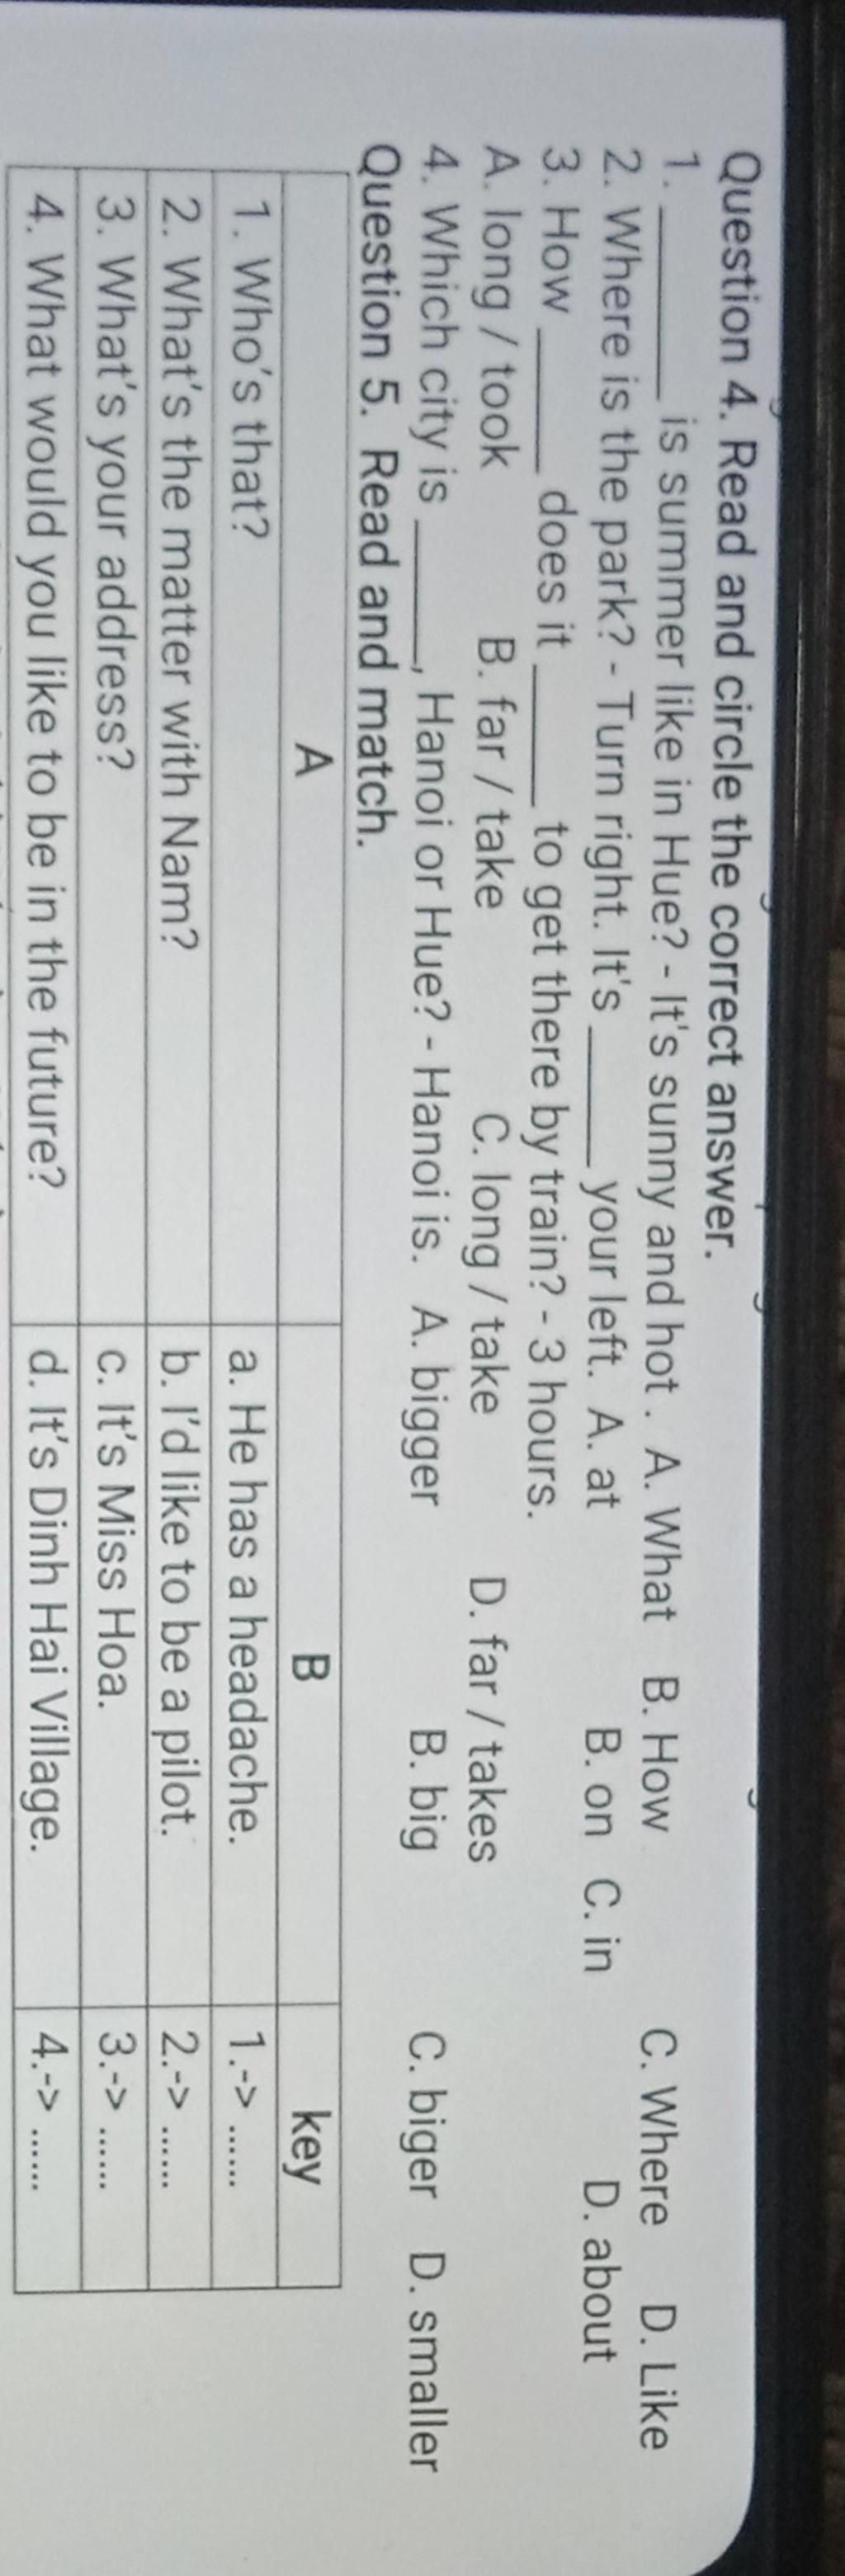 Question 4. Read and circle the correct answer.
1. ________ is summer like in Hue? - It's sunny and hot . A. What B. How C. Where D. Like
2. Where is the park? - Turn right. It's ______ your left. A. at B. on C. in D. about
3. How ______ does it ______ to get there by train? - 3 hours.
A. long / took B. far / take C. long / take D. far / takes
4. Which city is ______, Hanoi or Hue? - Hanoi is. A. bigger B. big C. biger D. smaller
Question 5. Read and match.
A B key
1. Who's that? a. He has a headache. 1.-> ......
2. What's the matter with Nam? b. I'd like to be a pilot. 2.-> ......
3. What's your address? c. It's Miss Hoa. 3.-> ......
4. What would you like to be in the future? d. It's Dinh Hai Village. 4.-> ......